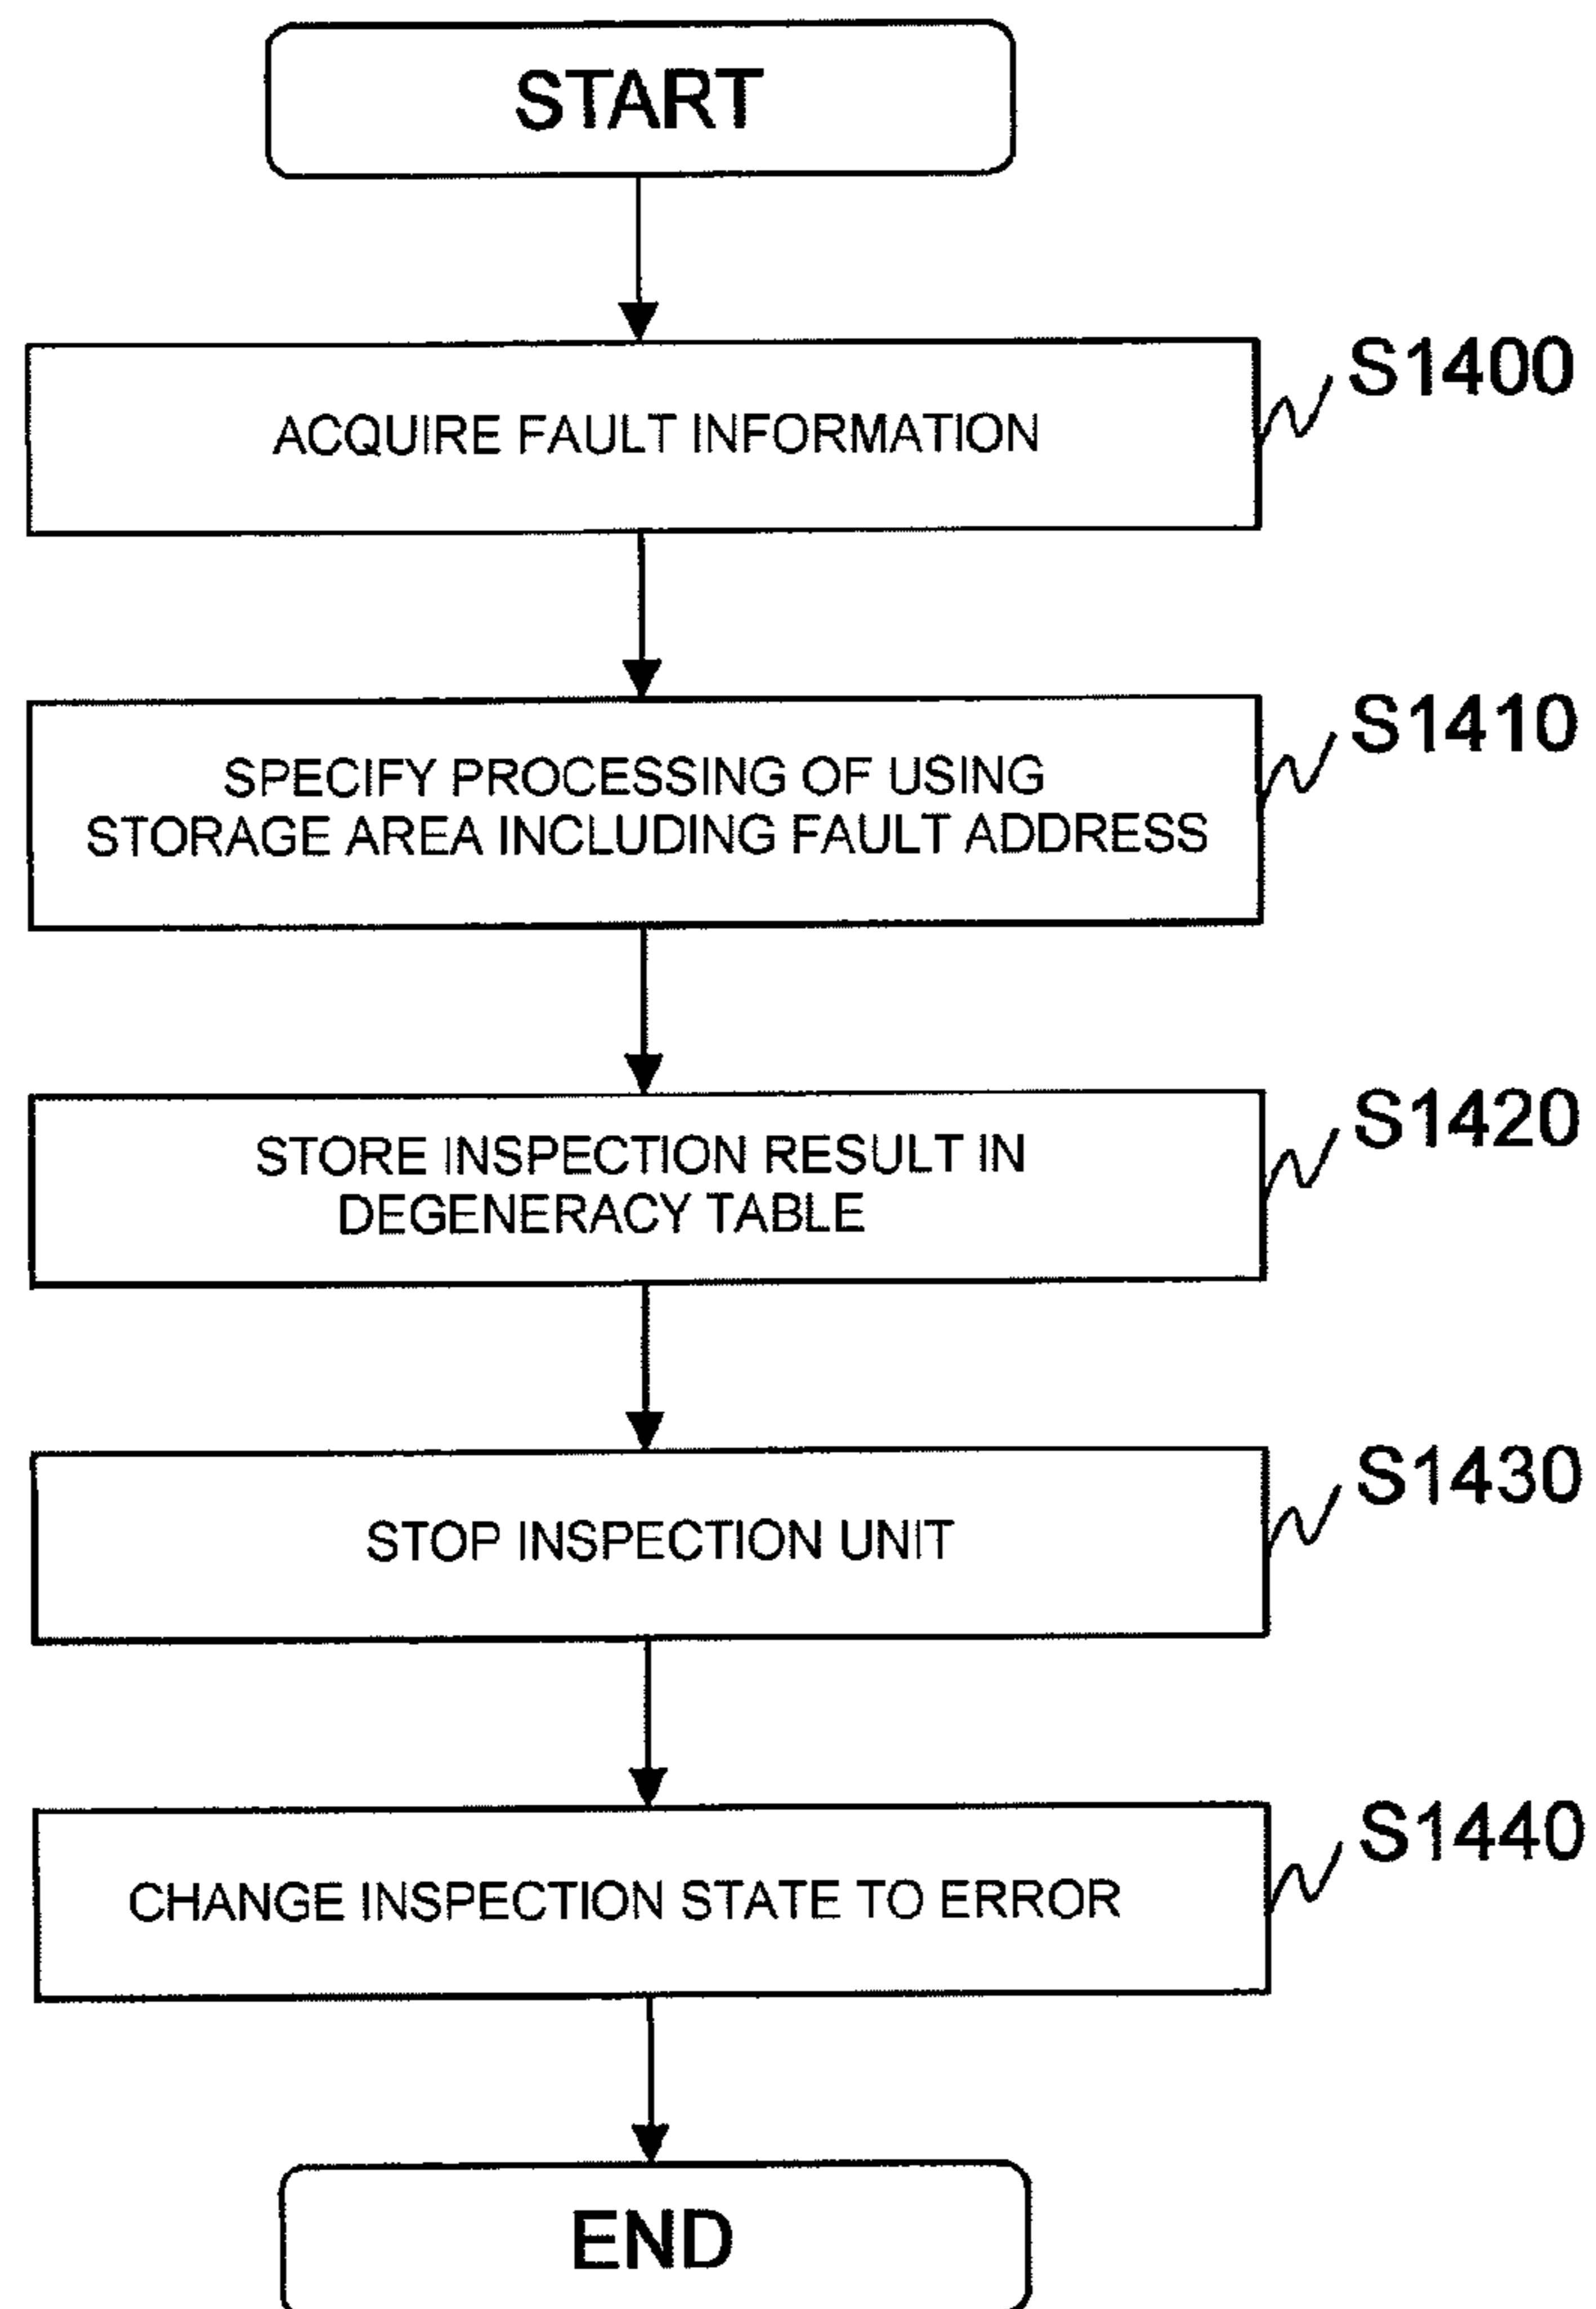 START
ACQUIRE FAULT INFORMATION
S1400
SPECIFY PROCESSING OF USING
STORAGE AREA INCLUDING FAULT ADDRESS
S1410
STORE INSPECTION RESULT IN
DEGENERACY TABLE
S1420
STOP INSPECTION UNIT
S1430
CHANGE INSPECTION STATE TO ERROR
S1440
END